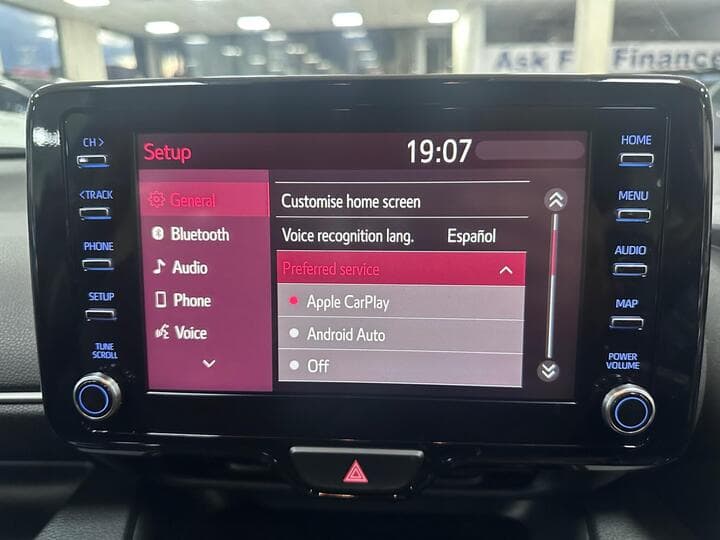 Ask F Finance
CH>
<TRACK
PHONE
SETUP
TUNE
SCROLL
Setup
19:07
General
Bluetooth
Audio
Phone
Voice
Customise home screen
Voice recognition lang. Español
Preferred service
Apple CarPlay
Android Auto
Off
HOME
MENU
AUDIO
MAP
POWER
VOLUME